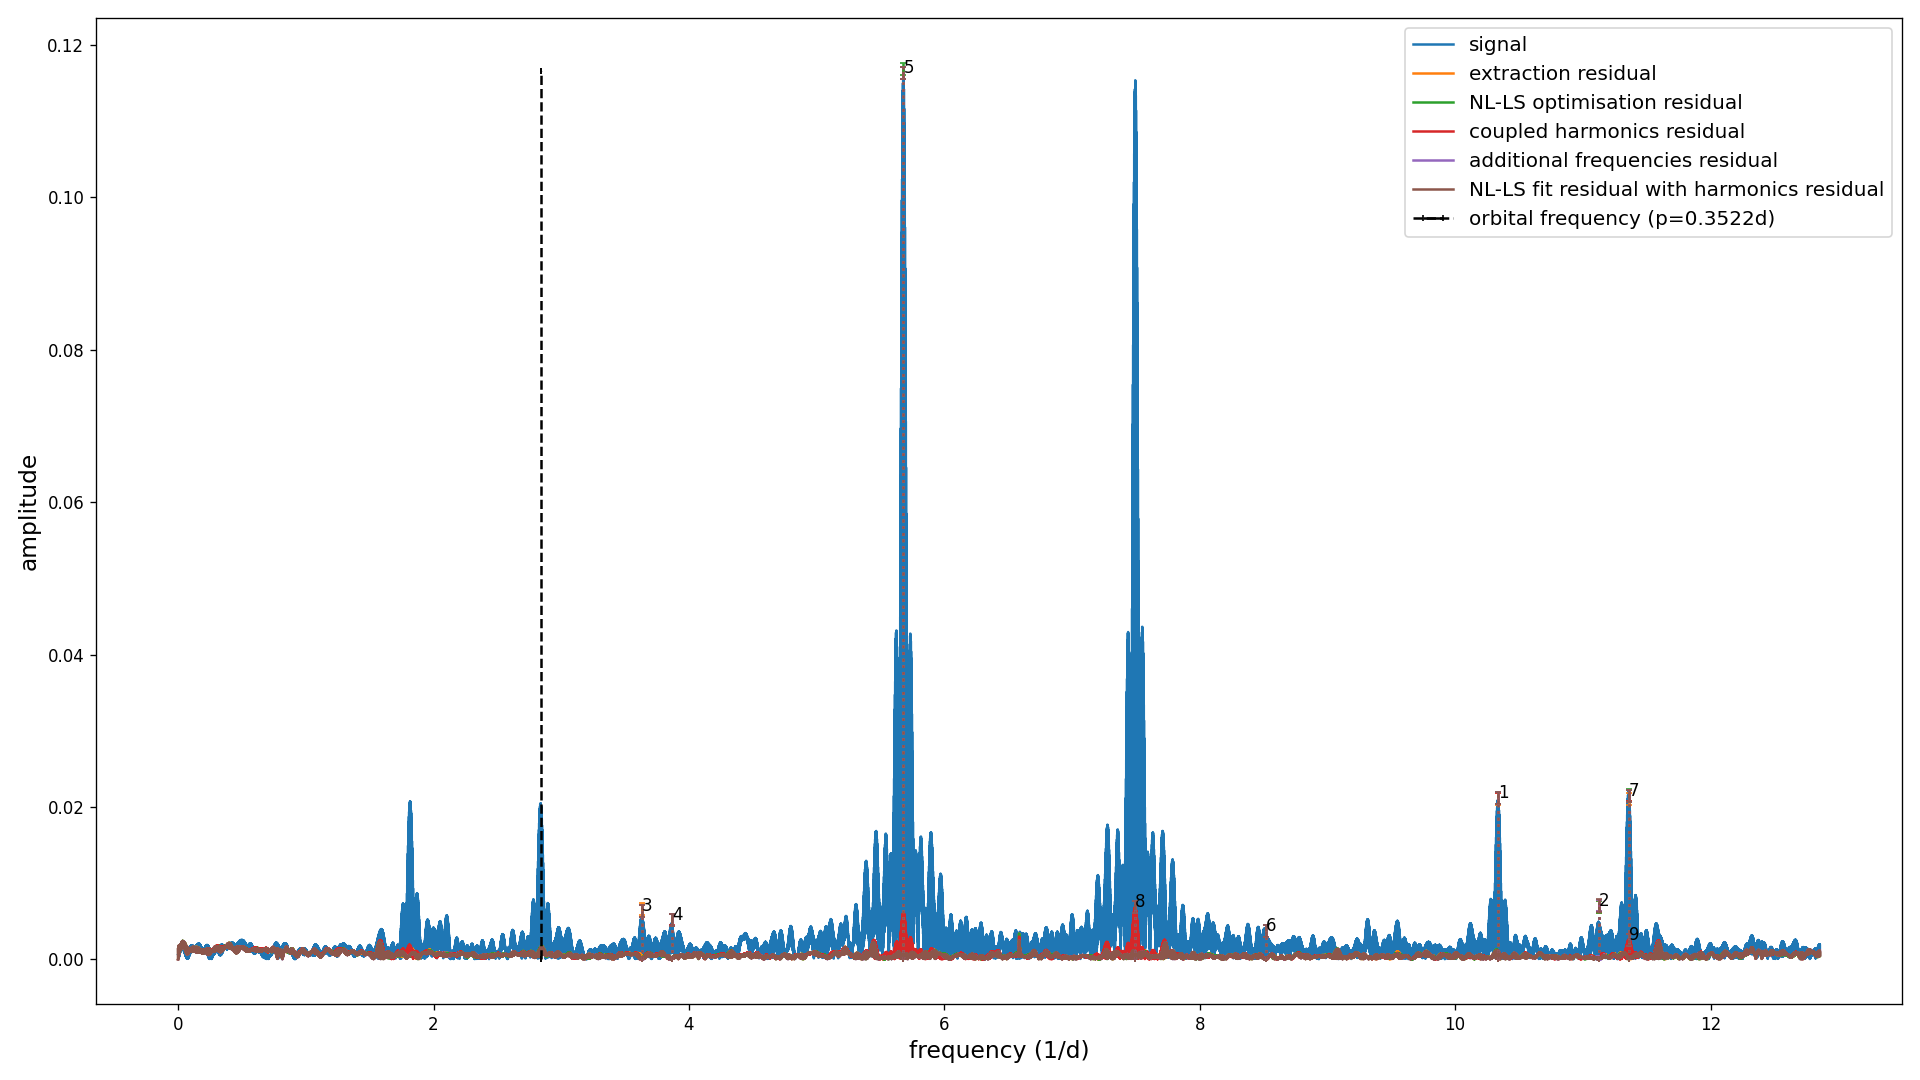 signal
extraction residual
NL-LS optimisation residual
coupled harmonics residual
additional frequencies residual
NL-LS fit residual with harmonics residual
orbital frequency (p=0.3522d)
0.12
0.10
0.08
0.06
0.04
0.02
0.00
amplitude
5
1
7
3
4
8
6
2
9
0
2
4
6
8
10
12
frequency (1/d)